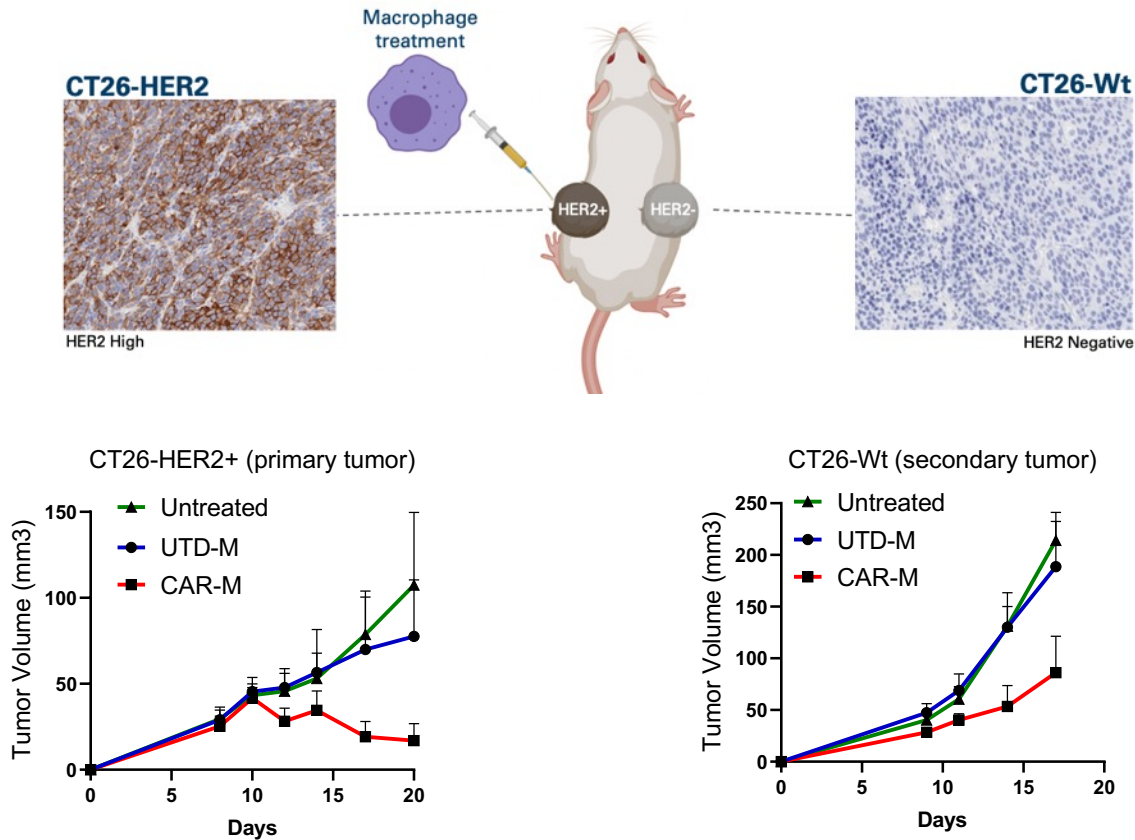 Macrophage
treatment
CT26-HER2
CT26-Wt
HER2+
HER2-
HER2 High
HER2 Negative
CT26-HER2+ (primary tumor)
Untreated
UTD-M
CAR-M
Tumor Volume (mm3)
150
100
50
0
0 5 10 15 20
Days
CT26-Wt (secondary tumor)
Untreated
UTD-M
CAR-M
Tumor Volume (mm3)
250
200
150
100
50
0
0 5 10 15 20
Days